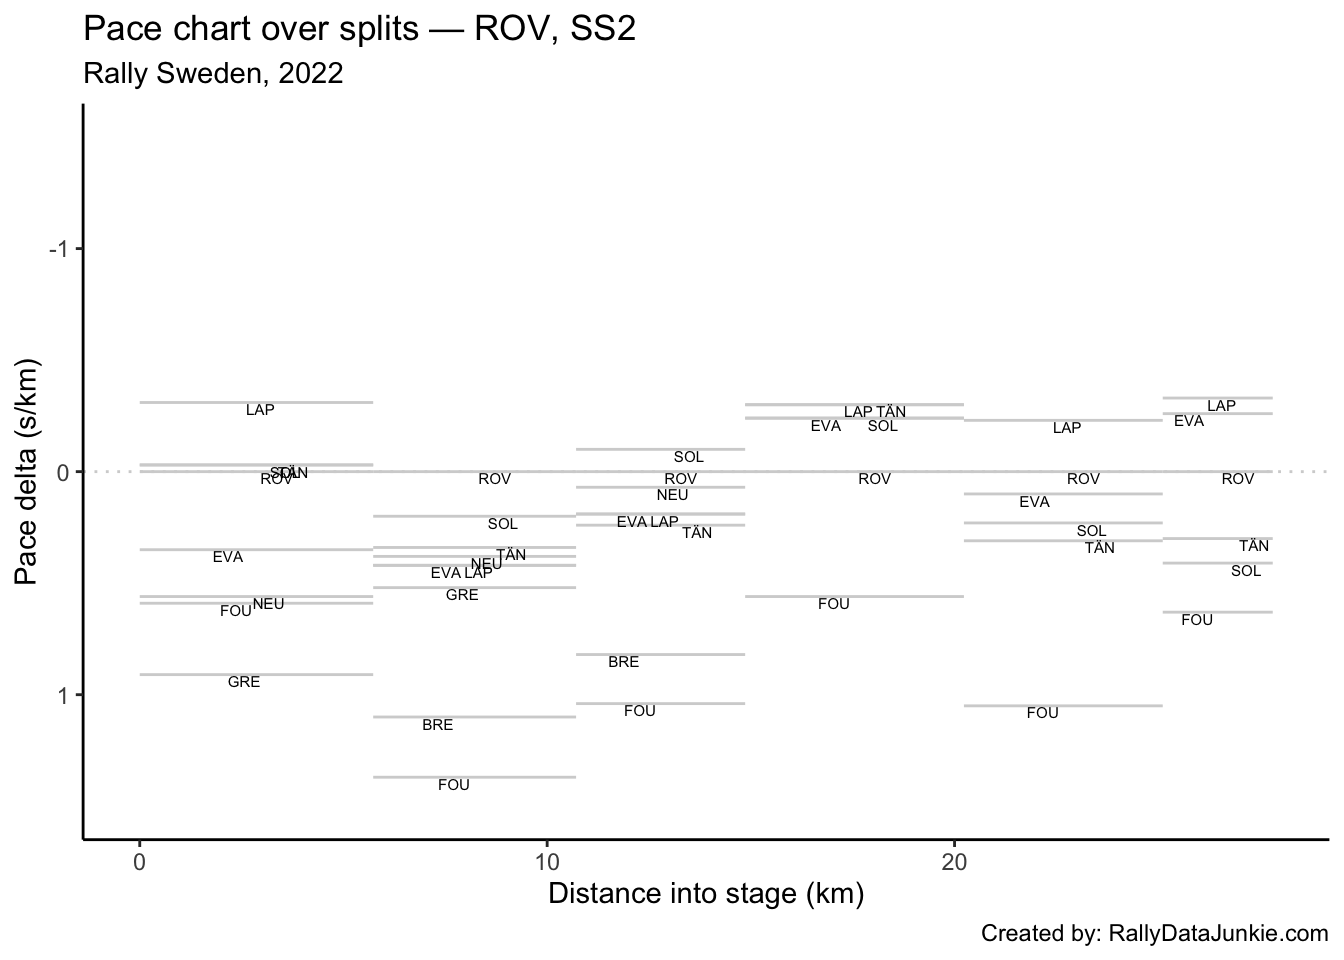 Pace chart over splits — ROV, SS2
Rally Sweden, 2022
Pace delta (s/km)
-1
0
1
LAP
SOL TÄN
ROV
EVA
NEU
FOU
GRE
ROV
SOL
TÄN
NEU
EVA LAP
GRE
BRE
FOU
SOL
ROV
NEU
EVA LAP
TÄN
BRE
FOU
LAP TÄN
EVA SOL
ROV
FOU
LAP
ROV
EVA
SOL
TÄN
FOU
LAP
EVA
ROV
TÄN
SOL
FOU
0 10 20
Distance into stage (km)
Created by: RallyDataJunkie.com